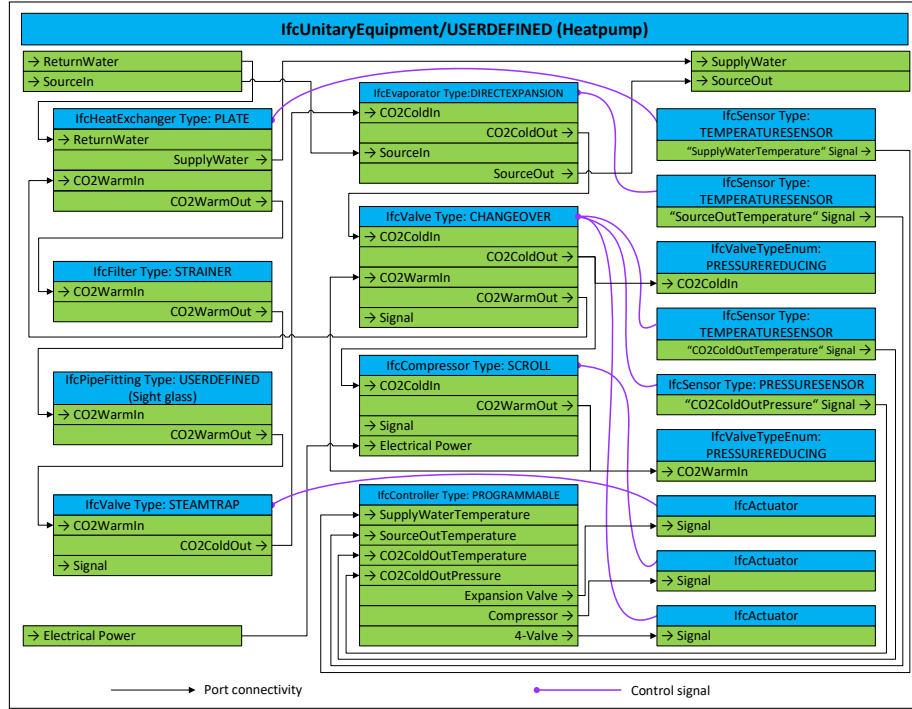 IfcUnitaryEquipment/USERDEFINED (Heatpump)
→ ReturnWater
→ SourceIn
→ SupplyWater
→ SourceOut
IfcHeatExchanger Type: PLATE
→ ReturnWater
SupplyWater →
→ CO2WarmIn
CO2WarmOut →
IfcFilter Type: STRAINER
→ CO2WarmIn
CO2WarmOut →
IfcPipeFitting Type: USERDEFINED
(Sight glass)
→ CO2WarmIn
CO2WarmOut →
IfcValve Type: STEAMTRAP
→ CO2WarmIn
CO2ColdOut →
→ Signal
→ Electrical Power
IfcEvaporator Type:DIRECTEXPANSION
→ CO2ColdIn
CO2ColdOut →
→ SourceIn
SourceOut →
IfcValve Type: CHANGEOVER
→ CO2ColdIn
CO2ColdOut →
→ CO2WarmIn
CO2WarmOut →
→ Signal
IfcCompressor Type: SCROLL
→ CO2ColdIn
CO2WarmOut →
→ Signal
→ Electrical Power
IfcController Type: PROGRAMMABLE
→ SupplyWaterTemperature
→ SourceOutTemperature
→ CO2ColdOutTemperature
→ CO2ColdOutPressure
Expansion Valve →
Compressor →
4-Valve →
IfcSensor Type:
TEMPERATURESENSOR
“SupplyWaterTemperature“ Signal →
IfcSensor Type:
TEMPERATURESENSOR
“SourceOutTemperature“ Signal →
IfcValveTypeEnum:
PRESSUREREDUCING
→ CO2ColdIn
IfcSensor Type:
TEMPERATURESENSOR
“CO2ColdOutTemperature“ Signal →
IfcSensor Type: PRESSURESENSOR
“CO2ColdOutPressure“ Signal →
IfcValveTypeEnum:
PRESSUREREDUCING
→ CO2WarmIn
IfcActuator
→ Signal
IfcActuator
→ Signal
IfcActuator
→ Signal
Port connectivity
Control signal